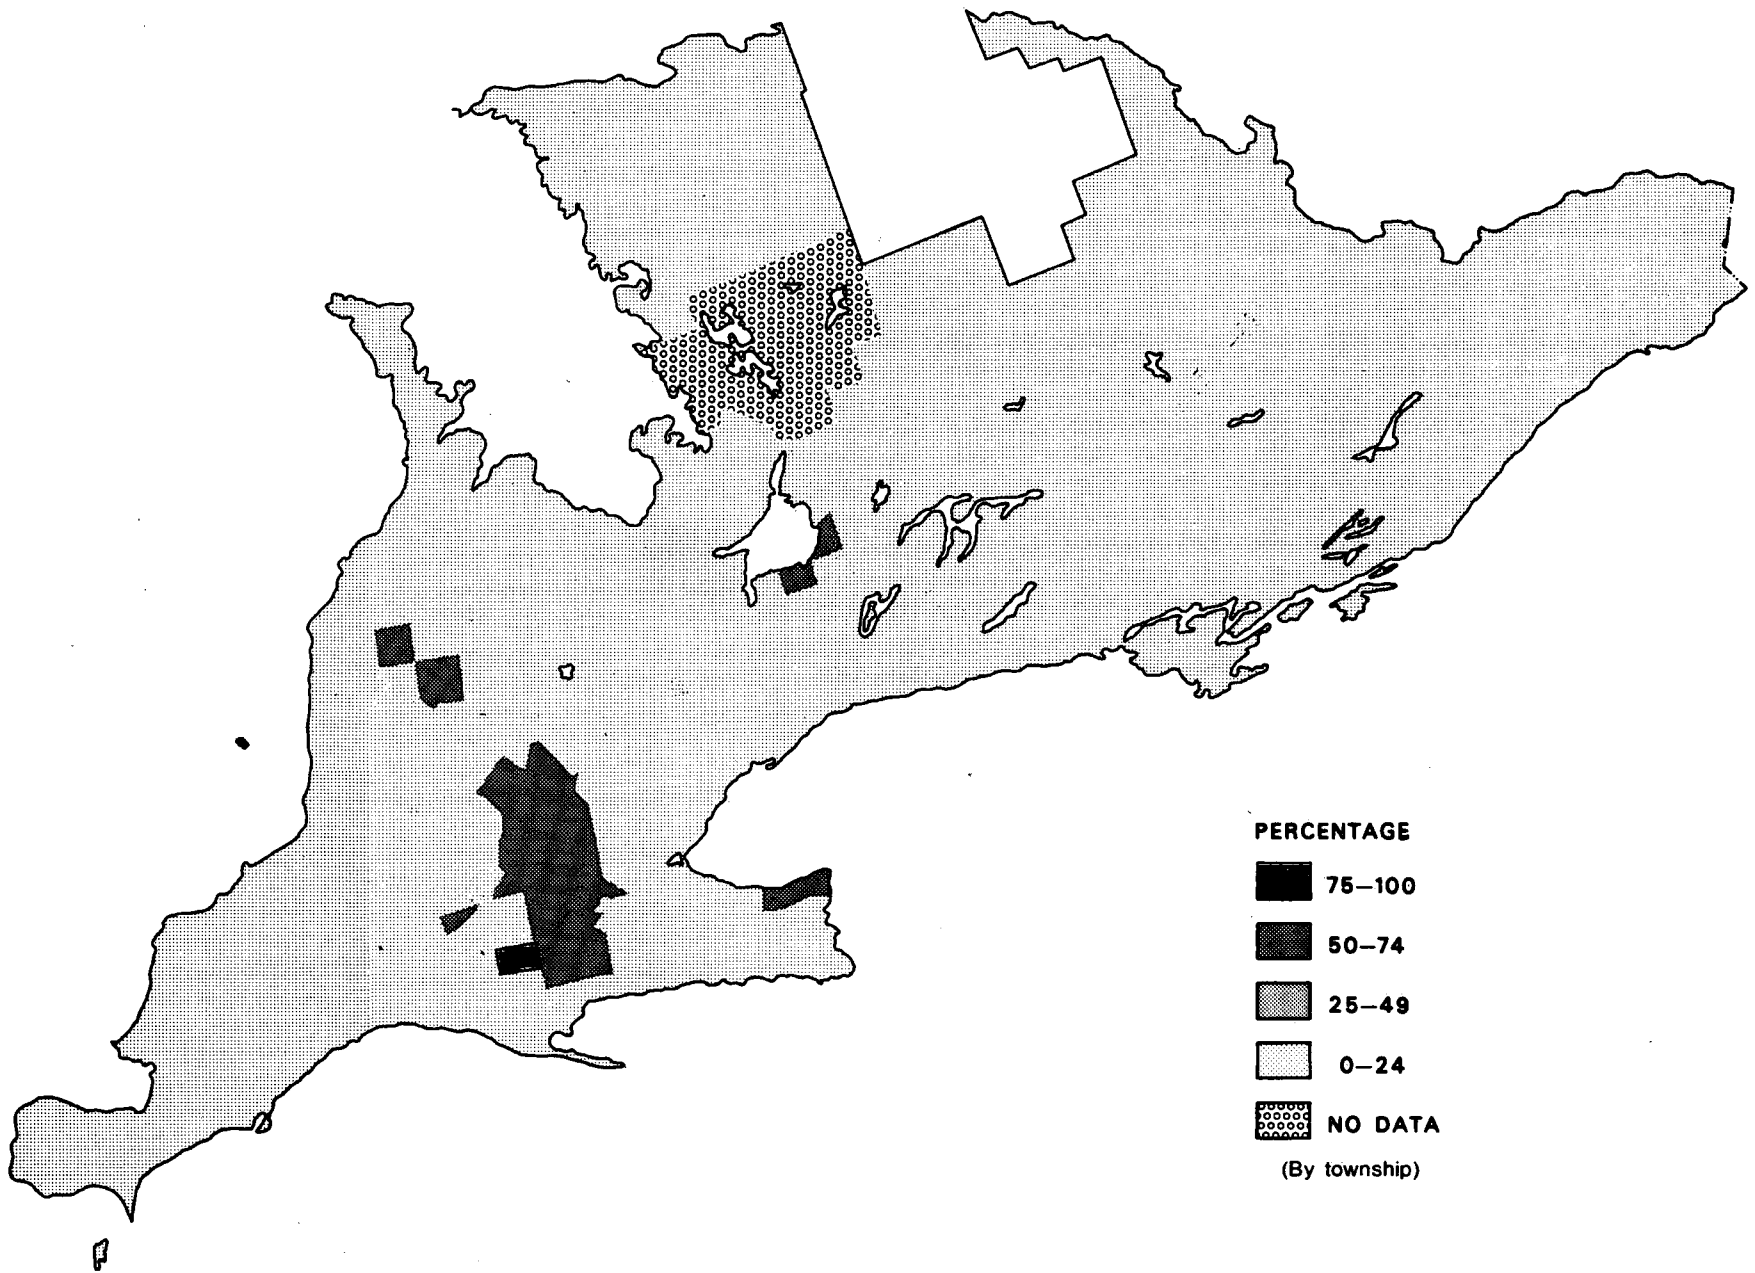 PERCENTAGE
75–100
50–74
25–49
0–24
NO DATA
(By township)